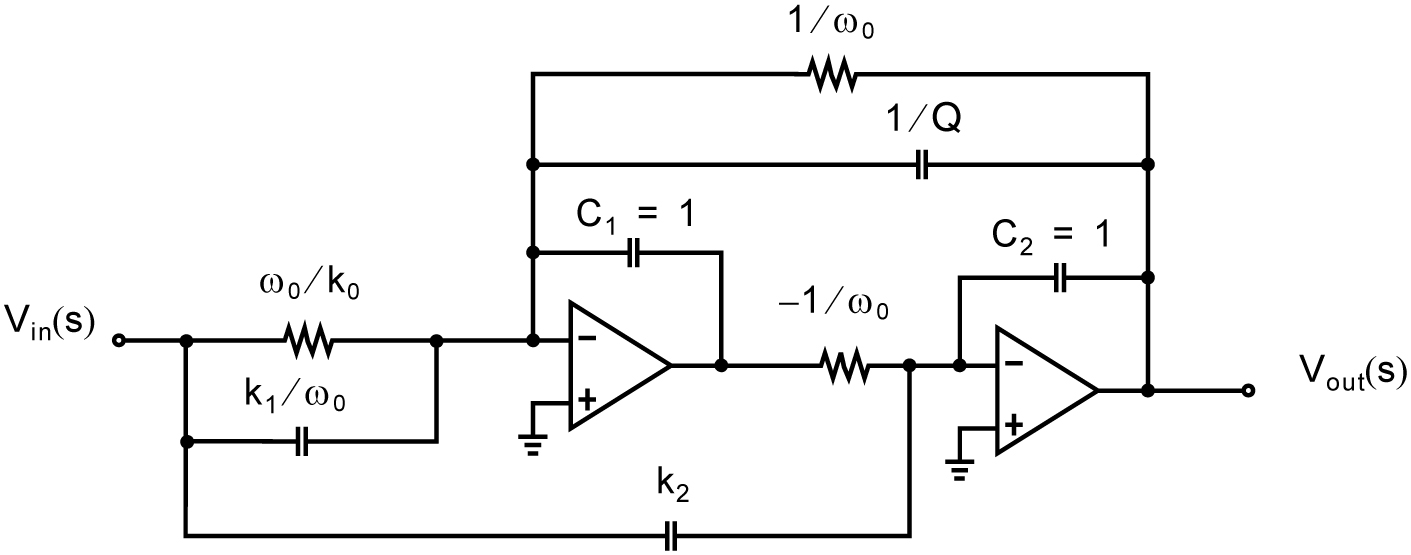 1/ω₀
1/Q
C₁ = 1
C₂ = 1
ω₀/k₀
−1/ω₀
Vᵢₙ(s)
k₁/ω₀
Vₒᵤₜ(s)
k₂